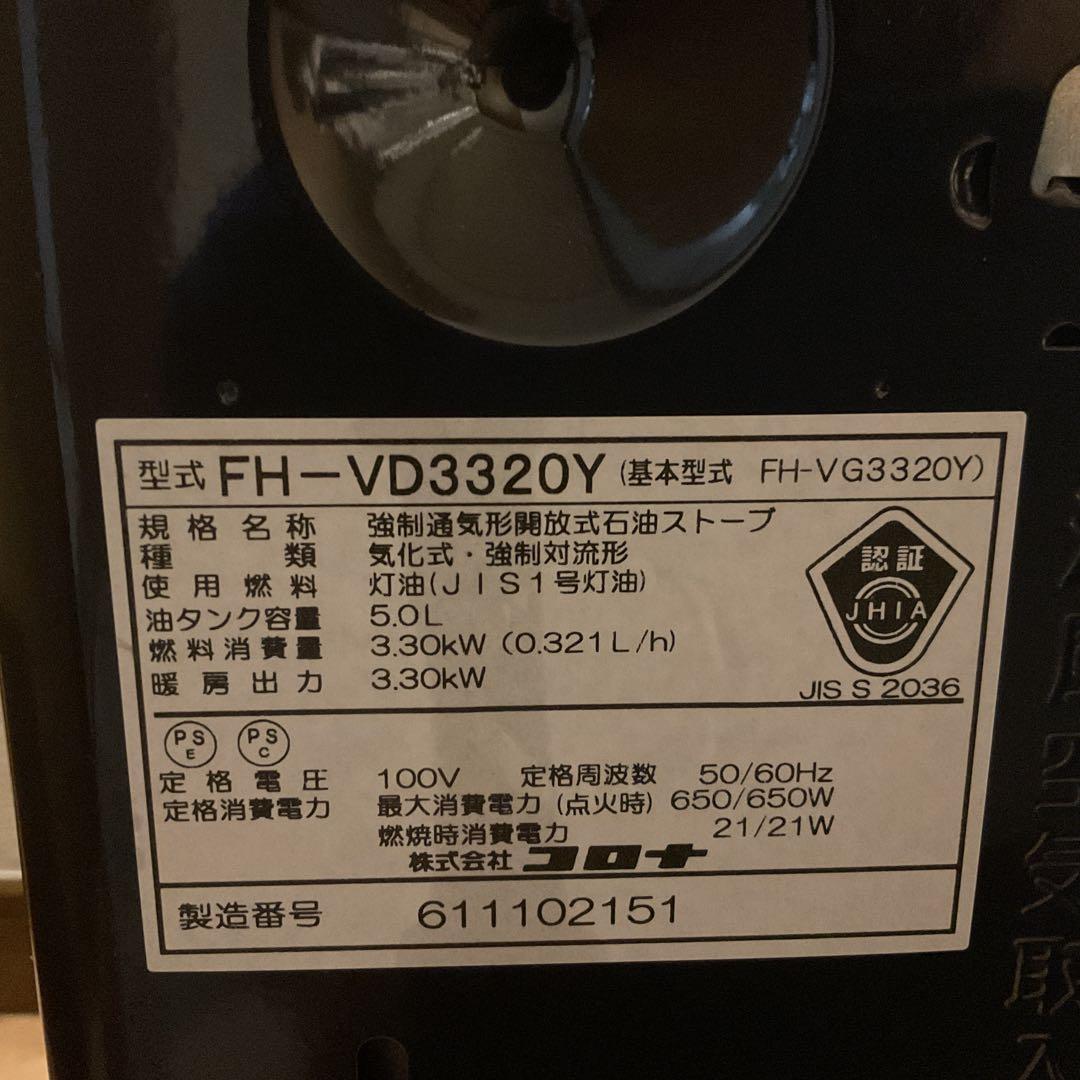 型式 FH-VD3320Y (基本型式 FH-VG3320Y)
規格名称 強制通気形開放式石油ストーブ
種類 気化式・強制対流形
使用燃料 灯油(JIS1号灯油)
油タンク容量 5.0L
燃料消費量 3.30kW (0.321L/h)
暖房出力 3.30kW
認証
JHIA
JIS S 2036
PS E PS C
定格電圧 100V 定格周波数 50/60Hz
定格消費電力 最大消費電力 (点火時) 650/650W
燃焼時消費電力 21/21W
株式会社 コロナ
製造番号 611102151
空気取入